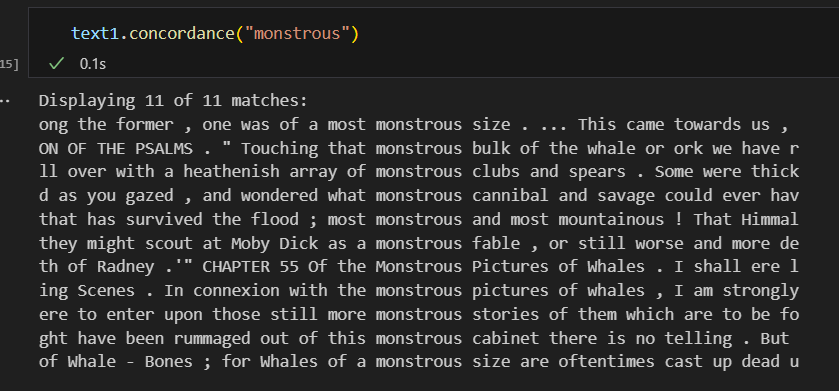 text1.concordance("monstrous")
15]
0.1s
..
Displaying 11 of 11 matches:
ong the former , one was of a most monstrous size . ... This came towards us ,
ON OF THE PSALMS . " Touching that monstrous bulk of the whale or ork we have r
ll over with a heathenish array of monstrous clubs and spears . Some were thick
d as you gazed , and wondered what monstrous cannibal and savage could ever hav
that has survived the flood ; most monstrous and most mountainous ! That Himmal
they might scout at Moby Dick as a monstrous fable , or still worse and more de
th of Radney .'" CHAPTER 55 Of the Monstrous Pictures of Whales . I shall ere l
ing Scenes . In connexion with the monstrous pictures of whales , I am strongly
ere to enter upon those still more monstrous stories of them which are to be fo
ght have been rummaged out of this monstrous cabinet there is no telling . But
of Whale - Bones ; for Whales of a monstrous size are oftentimes cast up dead u